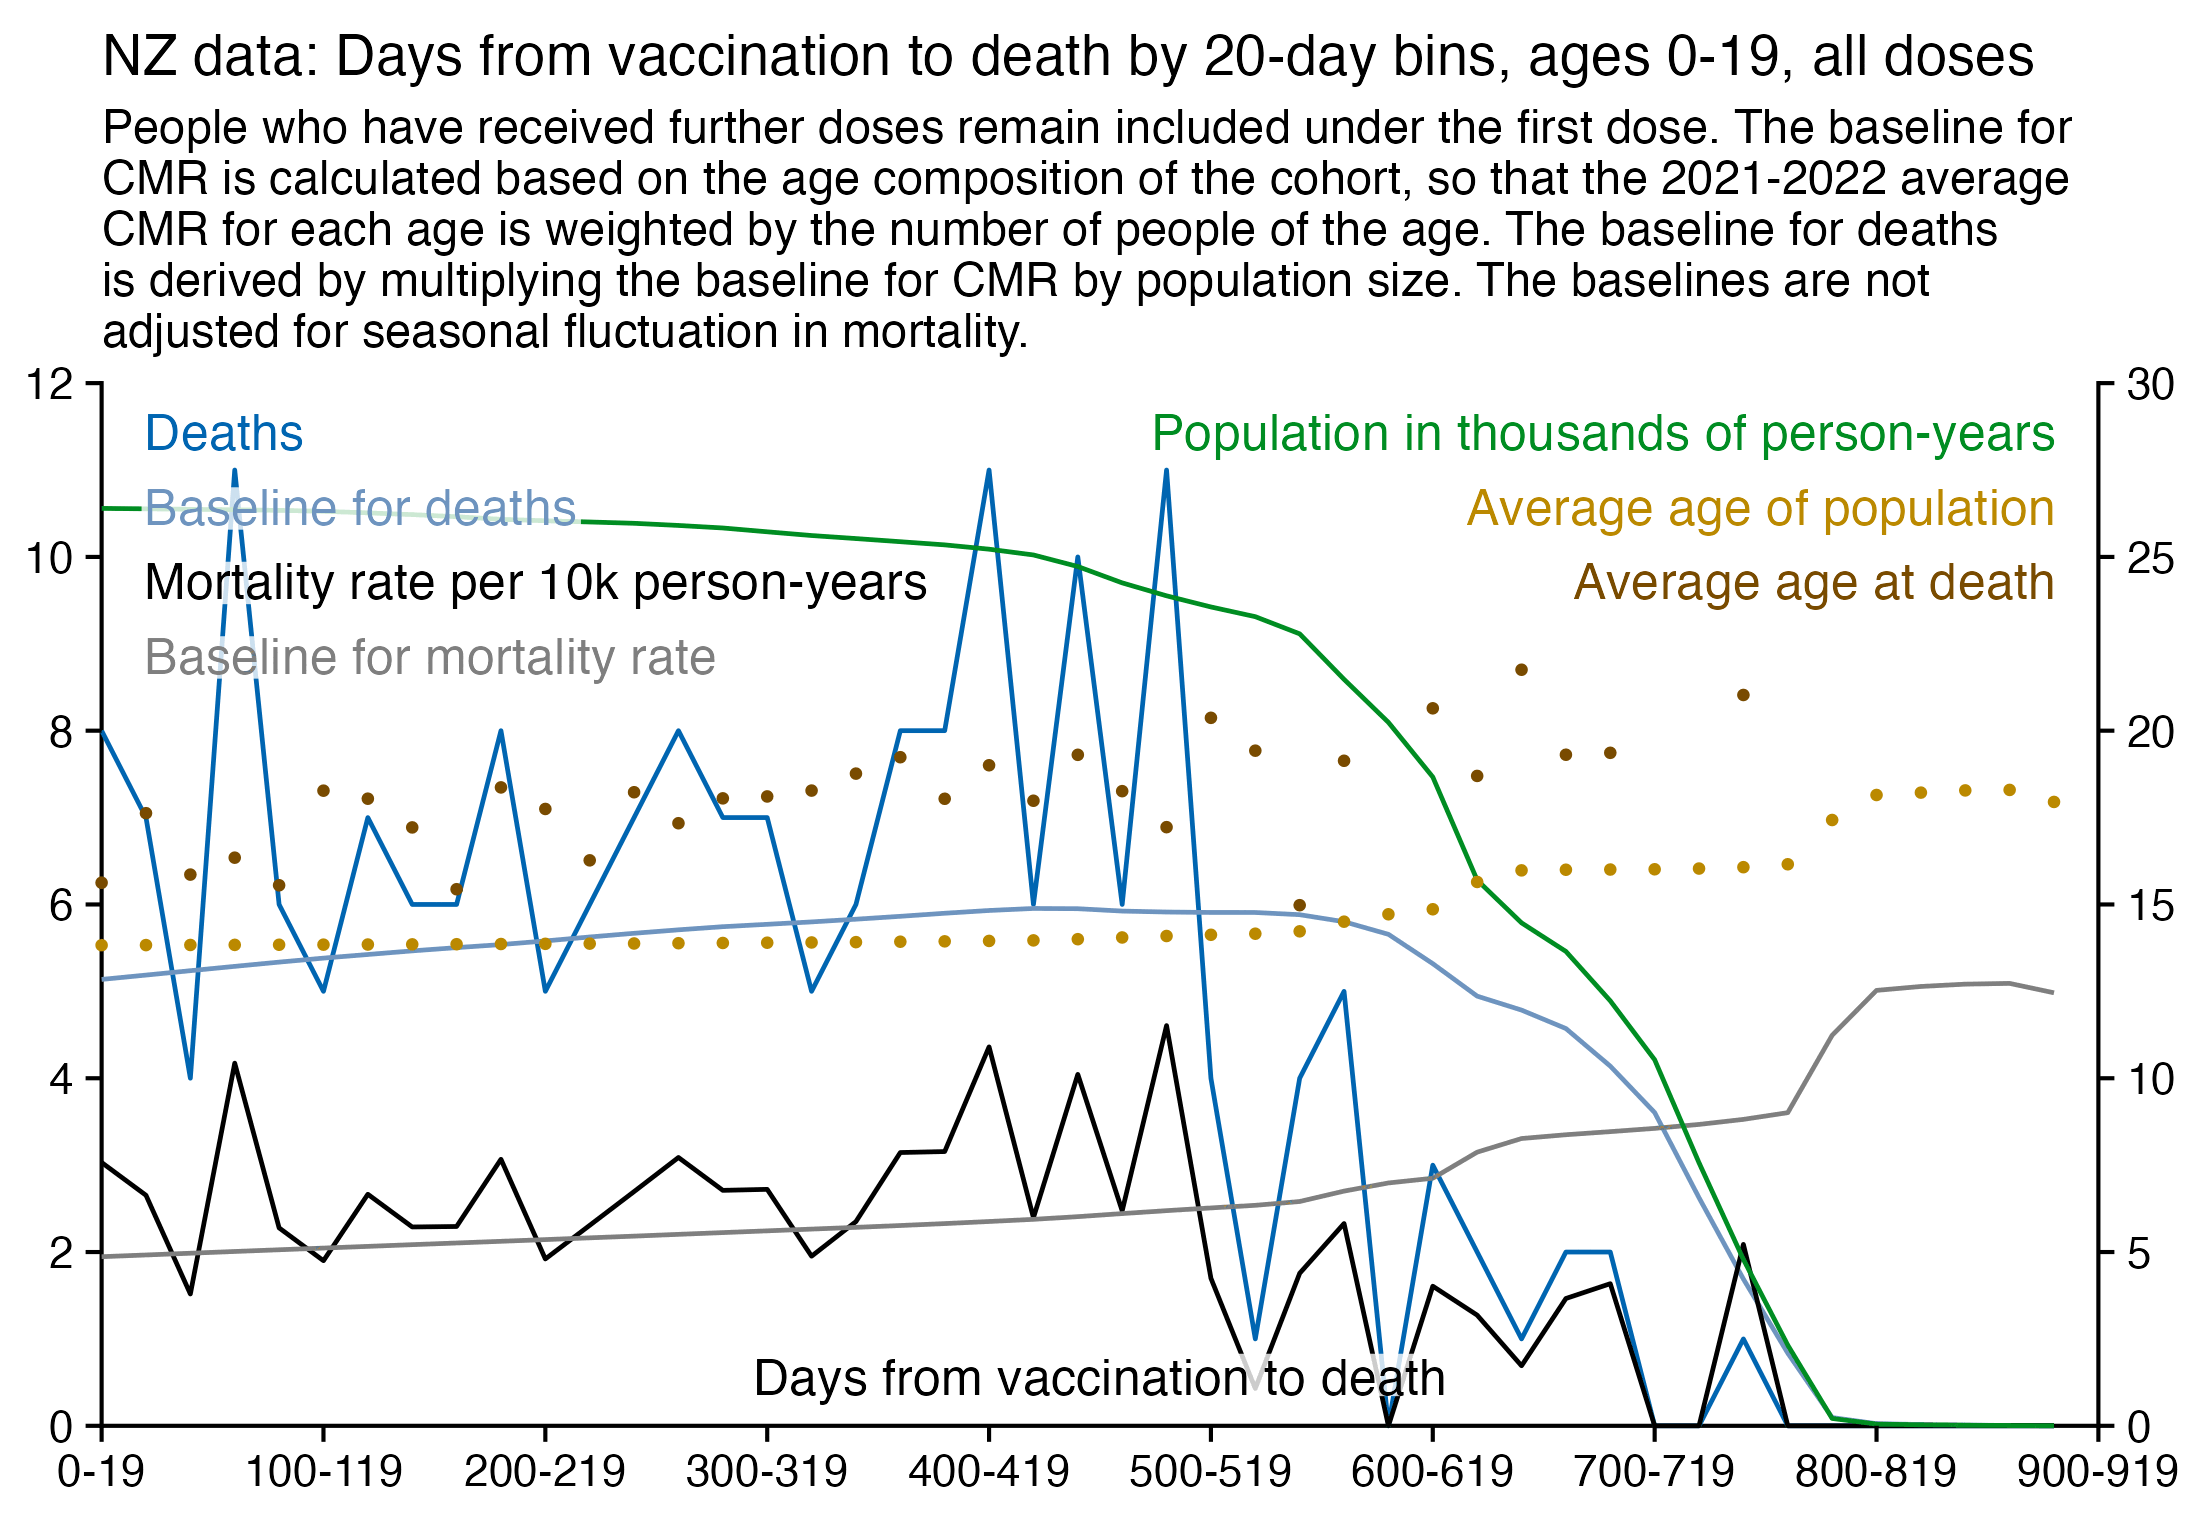 NZ data: Days from vaccination to death by 20-day bins, ages 0-19, all doses
People who have received further doses remain included under the first dose. The baseline for
CMR is calculated based on the age composition of the cohort, so that the 2021-2022 average
CMR for each age is weighted by the number of people of the age. The baseline for deaths
is derived by multiplying the baseline for CMR by population size. The baselines are not
adjusted for seasonal fluctuation in mortality.
12
30
Deaths
Population in thousands of person-years
Baseline for deaths
Average age of population
10
25
Mortality rate per 10k person-years
Average age at death
Baseline for mortality rate
8
20
6
15
4
10
2
5
Days from vaccination to death
0
0
0-19 100-119 200-219 300-319 400-419 500-519 600-619 700-719 800-819 900-919